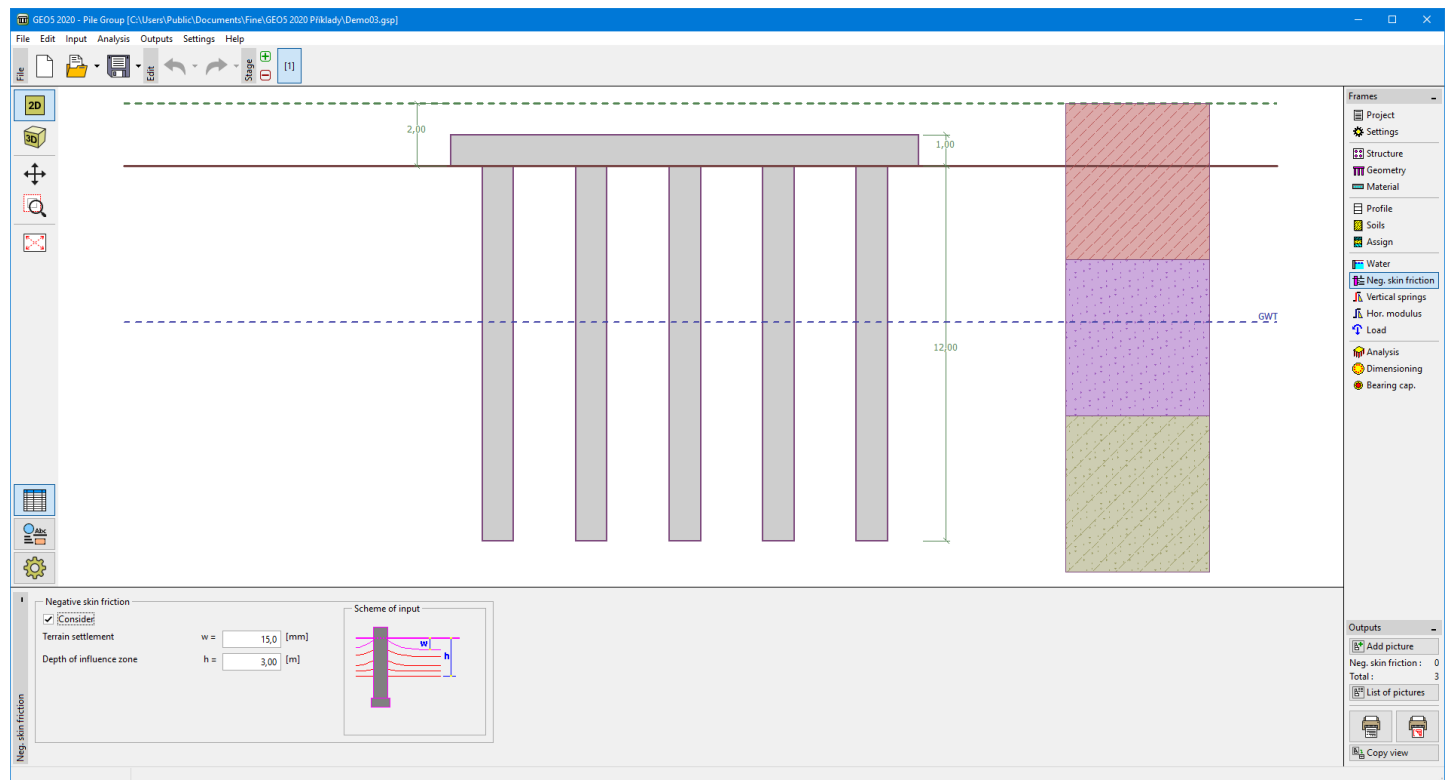 GEO5 2020 - Pile Group [C:\Users\Public\Documents\Fine\GEO5 2020 Příklady\Demo03.gsp]
File Edit Input Analysis Outputs Settings Help
File
Edit
Stage
[1]
2D
3D
Abc
2,00
1,00
12,00
GWT
Frames
Project
Settings
Structure
Geometry
Material
Profile
Soils
Assign
Water
Neg. skin friction
Vertical springs
Hor. modulus
Load
Analysis
Dimensioning
Bearing cap.
Outputs
Add picture
Neg. skin friction : 0
Total : 3
List of pictures
Copy view
Neg. skin friction
Negative skin friction
Consider
Terrain settlement w = 15,0 [mm]
Depth of influence zone h = 3,00 [m]
Scheme of input
w
h